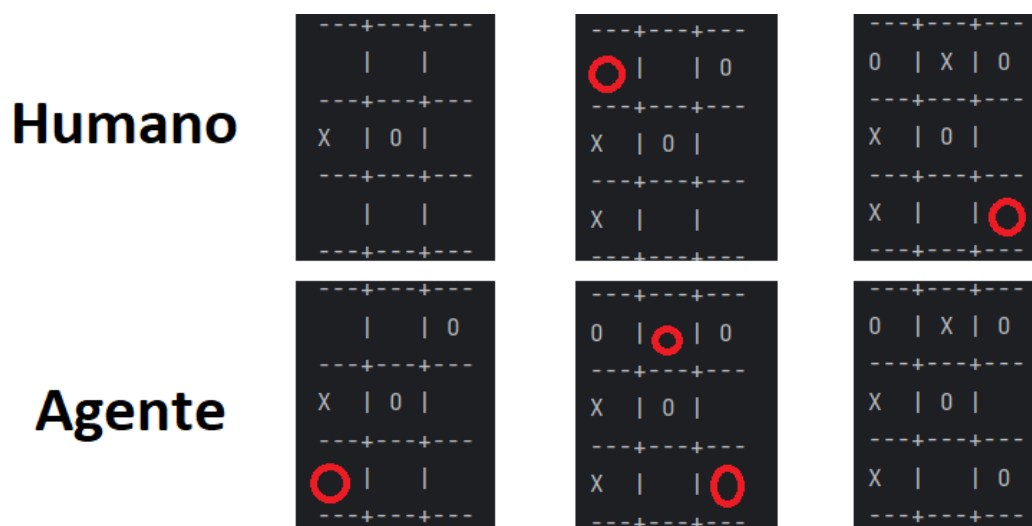 Humano
---+---+---
   |   |
---+---+---
X  | O |
---+---+---
   |   |
---+---+---
---+---+---
   |   | O
---+---+---
X  | O |
---+---+---
X  |   |
---+---+---
---+---+---
O  | X | O
---+---+---
X  | O |
---+---+---
X  |   |
---+---+---
Agente
---+---+---
   |   | O
---+---+---
X  | O |
---+---+---
   |   |
---+---+---
---+---+---
O  |   | O
---+---+---
X  | O |
---+---+---
X  |   |
---+---+---
---+---+---
O  | X | O
---+---+---
X  | O |
---+---+---
X  |   | O
---+---+---